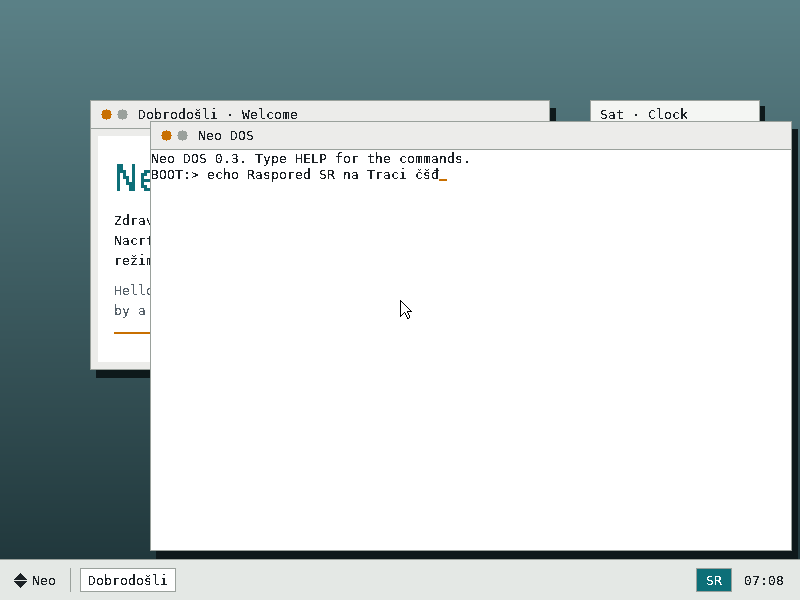 Dobrodošli · Welcome
Sat · Clock
Neo DOS
Neo DOS 0.3. Type HELP for the commands.
BOOT:> echo Raspored SR na Traci čšđ_
Ne
Zdrav
Nacrt
režim
Hello
by a
Neo
Dobrodošli
SR
07:08